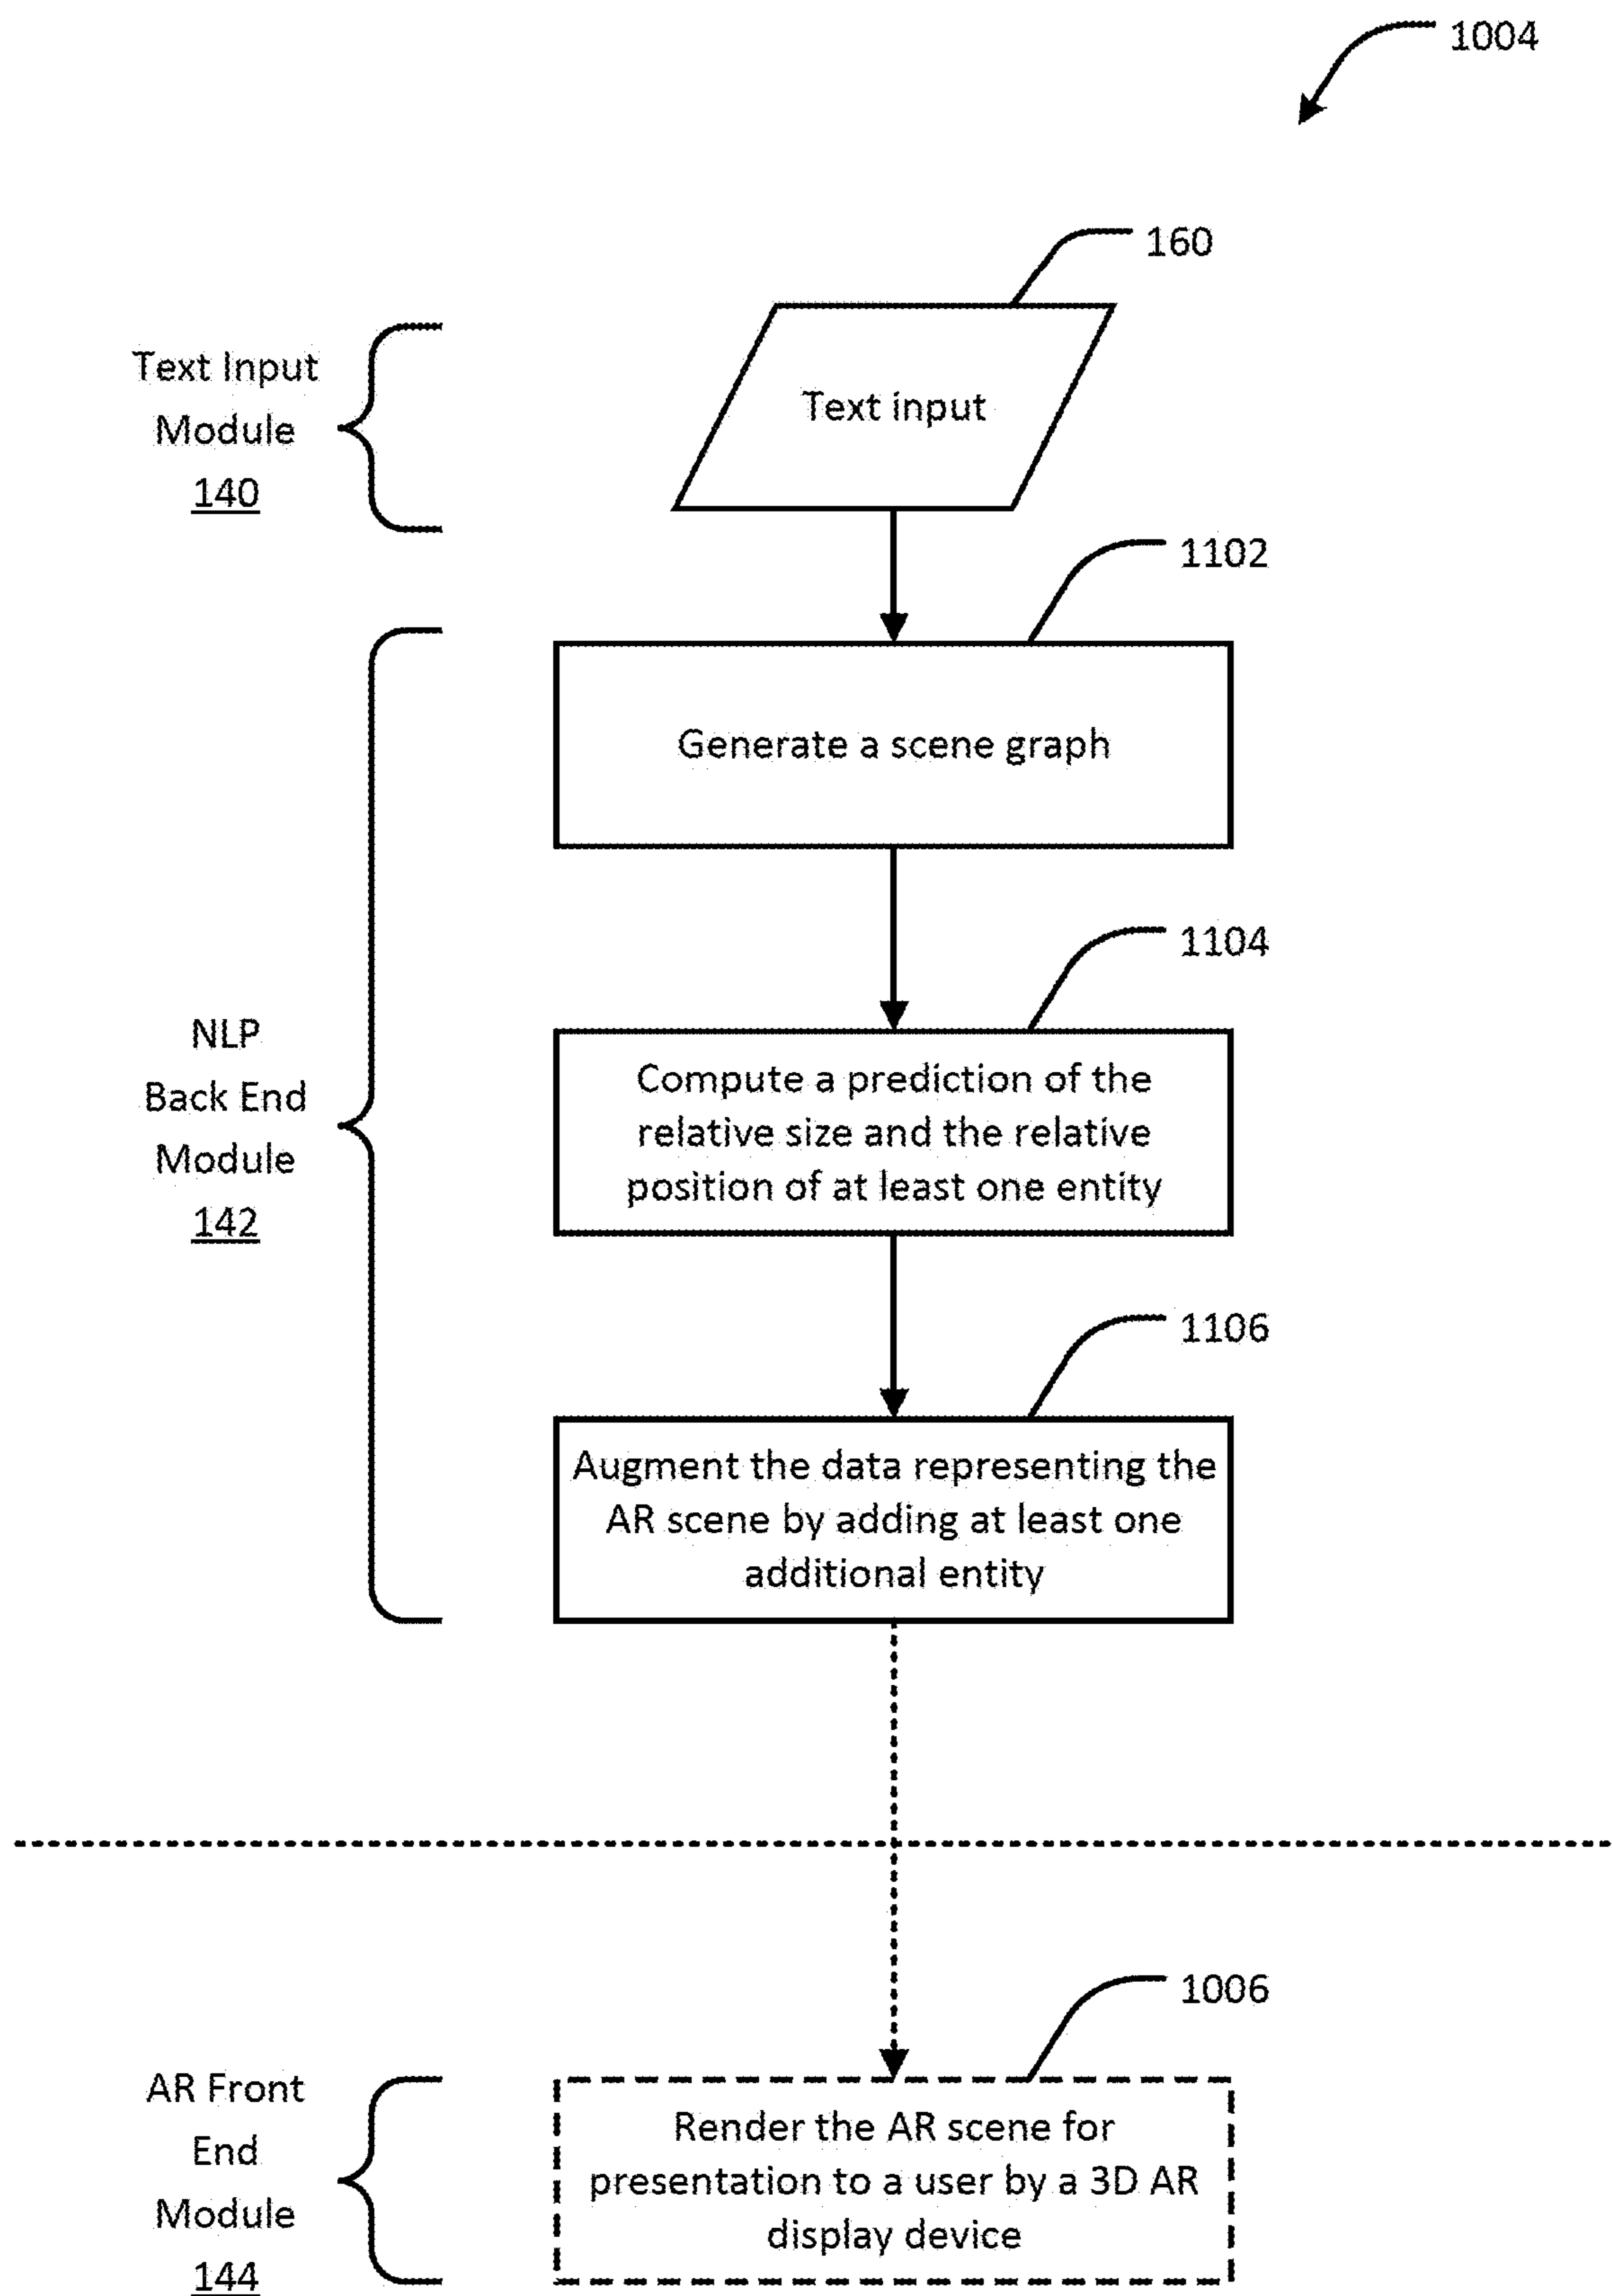 1004
160
Text Input
Module
140
Text input
1102
Generate a scene graph
1104
NLP
Back End
Module
142
Compute a prediction of the
relative size and the relative
position of at least one entity
1106
Augment the data representing the
AR scene by adding at least one
additional entity
1006
AR Front
End
Module
144
Render the AR scene for
presentation to a user by a 3D AR
display device